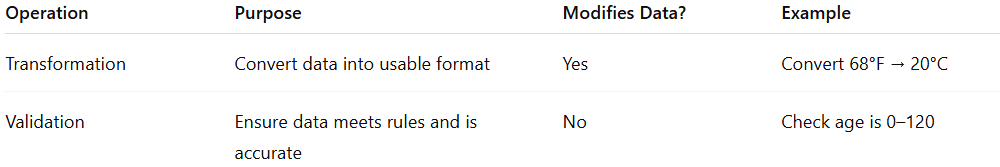 Operation Purpose Modifies Data? Example
Transformation Convert data into usable format Yes Convert 68°F → 20°C
Validation Ensure data meets rules and is No Check age is 0–120
accurate